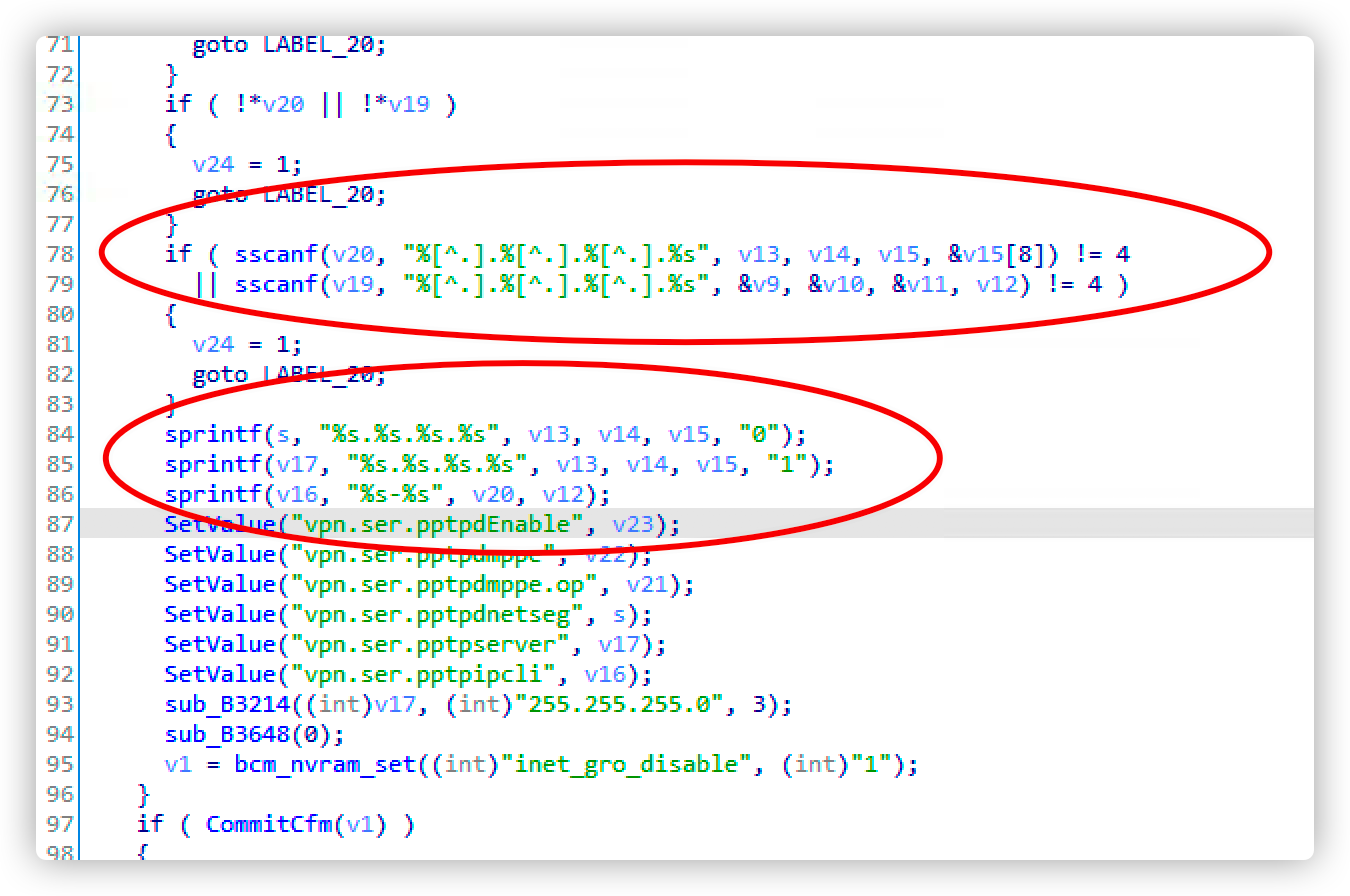 71 goto LABEL_20;
72 }
73 if ( !*v20 || !*v19 )
74 {
75 v24 = 1;
76 goto LABEL_20;
77 }
78 if ( sscanf(v20, "%[^.].%[^.].%[^.].%s", v13, v14, v15, &v15[8]) != 4
79 || sscanf(v19, "%[^.].%[^.].%[^.].%s", &v9, &v10, &v11, v12) != 4 )
80 {
81 v24 = 1;
82 goto LABEL_20;
83 }
84 sprintf(s, "%s.%s.%s.%s", v13, v14, v15, "0");
85 sprintf(v17, "%s.%s.%s.%s", v13, v14, v15, "1");
86 sprintf(v16, "%s-%s", v20, v12);
87 SetValue("vpn.ser.pptpdEnable", v23);
88 SetValue("vpn.ser.pptpdmppe", v22);
89 SetValue("vpn.ser.pptpdmppe.op", v21);
90 SetValue("vpn.ser.pptpdnetseg", s);
91 SetValue("vpn.ser.pptpserver", v17);
92 SetValue("vpn.ser.pptpipcli", v16);
93 sub_B3214((int)v17, (int)"255.255.255.0", 3);
94 sub_B3648(0);
95 v1 = bcm_nvram_set((int)"inet_gro_disable", (int)"1");
96 }
97 if ( CommitCfm(v1) )
98 {